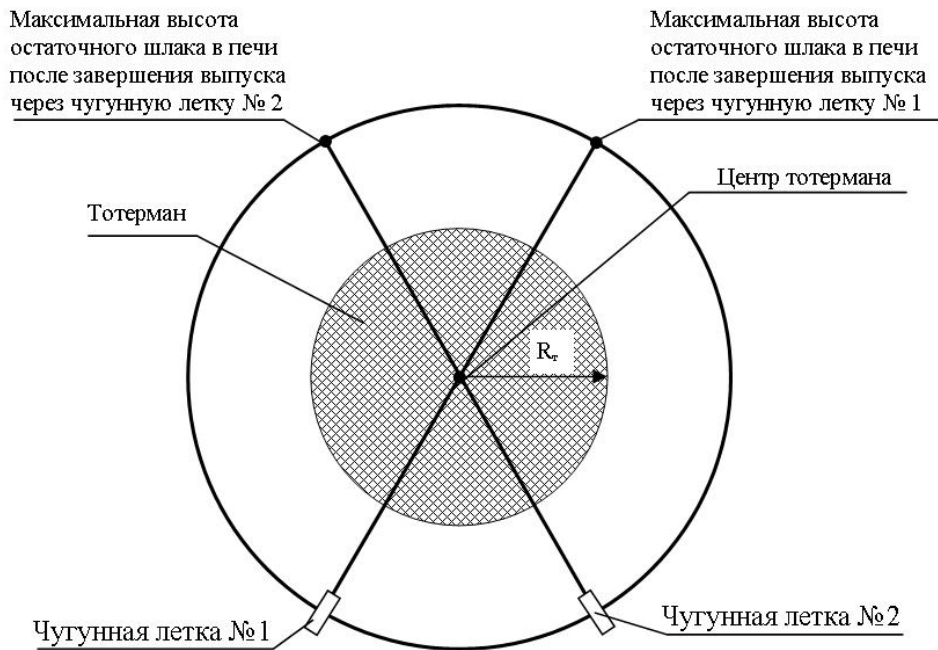 Максимальная высота
остаточного шлака в печи
после завершения выпуска
через чугунную летку № 2
Максимальная высота
остаточного шлака в печи
после завершения выпуска
через чугунную летку № 1
Центр тотермана
Тотерман
Rт
Чугунная летка №1
Чугунная летка №2